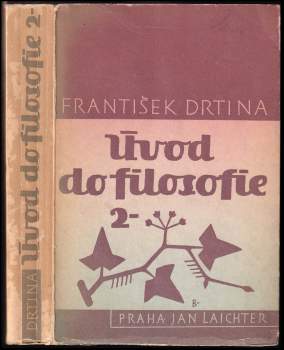 DRTINA Úvod do filosofie 2-
FRANTIŠEK DRTINA
Úvod
do filosofie
2-
B-
PRAHA JAN LAICHTER